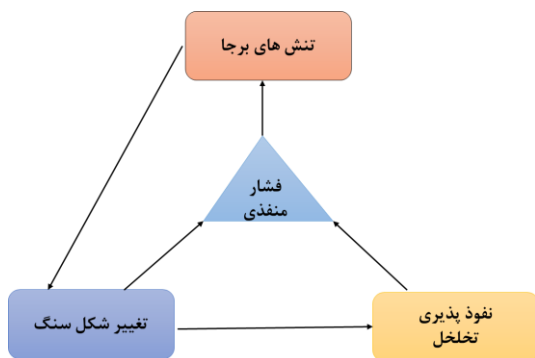 تنش های برجا
فشار
منفذی
تغییر شکل سنگ
نفوذ پذیری
تخلخل